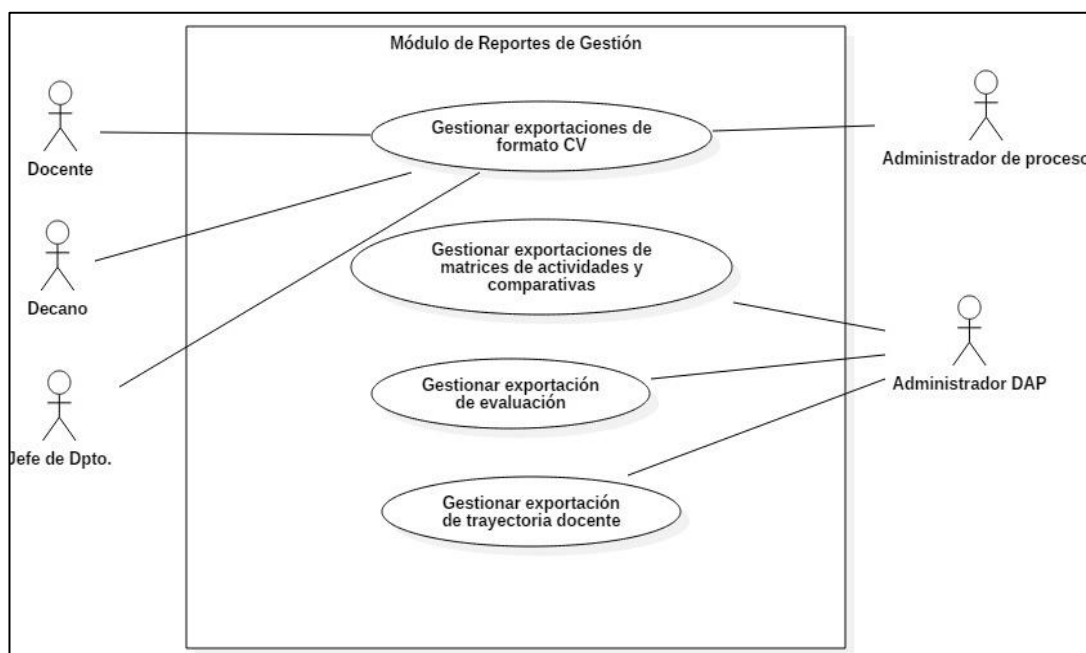 Módulo de Reportes de Gestión
Docente
Gestionar exportaciones de
formato CV
Administrador de proceso
Decano
Gestionar exportaciones de
matrices de actividades y
comparativas
Jefe de Dpto.
Gestionar exportación
de evaluación
Administrador DAP
Gestionar exportación
de trayectoria docente